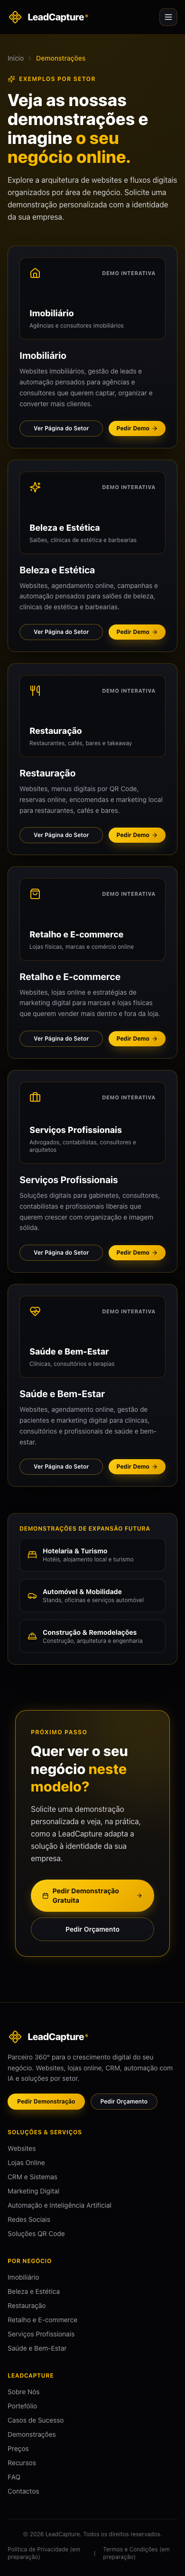 LeadCapture*
Início > Demonstrações
EXEMPLOS POR SETOR
Veja as nossas
demonstrações e
imagine o seu
negócio online.
Explore a arquitetura de websites e fluxos digitais
organizados por área de negócio. Solicite uma
demonstração personalizada com a identidade
da sua empresa.
DEMO INTERATIVA
Imobiliário
Agências e consultores imobiliários
Imobiliário
Websites imobiliários, gestão de leads e
automação pensados para agências e
consultores que querem captar, organizar e
converter mais clientes.
Ver Página do Setor
Pedir Demo →
DEMO INTERATIVA
Beleza e Estética
Salões, clínicas de estética e barbearias
Beleza e Estética
Websites, agendamento online, campanhas e
automação pensados para salões de beleza,
clínicas de estética e barbearias.
Ver Página do Setor
Pedir Demo →
DEMO INTERATIVA
Restauração
Restaurantes, cafés, bares e takeaway
Restauração
Websites, menus digitais por QR Code,
reservas online, encomendas e marketing local
para restaurantes, cafés e bares.
Ver Página do Setor
Pedir Demo →
DEMO INTERATIVA
Retalho e E-commerce
Lojas físicas, marcas e comércio online
Retalho e E-commerce
Websites, lojas online e estratégias de
marketing digital para marcas e lojas físicas
que querem vender mais dentro e fora da loja.
Ver Página do Setor
Pedir Demo →
DEMO INTERATIVA
Serviços Profissionais
Advogados, contabilistas, consultores e
arquitetos
Serviços Profissionais
Soluções digitais para gabinetes, consultores,
contabilistas e profissionais liberais que
querem crescer com organização e imagem
sólida.
Ver Página do Setor
Pedir Demo →
DEMO INTERATIVA
Saúde e Bem-Estar
Clínicas, consultórios e terapias
Saúde e Bem-Estar
Websites, agendamento online, gestão de
pacientes e marketing digital para clínicas,
consultórios e profissionais de saúde e bem-
estar.
Ver Página do Setor
Pedir Demo →
DEMONSTRAÇÕES DE EXPANSÃO FUTURA
Hotelaria & Turismo
Hotéis, alojamento local e turismo
Automóvel & Mobilidade
Stands, oficinas e serviços automóvel
Construção & Remodelações
Construção, arquitetura e engenharia
PRÓXIMO PASSO
Quer ver o seu
negócio neste
modelo?
Solicite uma demonstração
personalizada e veja, na prática,
como a LeadCapture adapta a
solução à identidade da sua
empresa.
Pedir Demonstração
Gratuita →
Pedir Orçamento
LeadCapture*
Parceiro 360° para o crescimento digital do seu
negócio. Websites, lojas online, CRM, automação com
IA e soluções por setor.
Pedir Demonstração
Pedir Orçamento
SOLUÇÕES & SERVIÇOS
Websites
Lojas Online
CRM e Sistemas
Marketing Digital
Automação e Inteligência Artificial
Redes Sociais
Soluções QR Code
POR NEGÓCIO
Imobiliário
Beleza e Estética
Restauração
Retalho e E-commerce
Serviços Profissionais
Saúde e Bem-Estar
LEADCAPTURE
Sobre Nós
Portefólio
Casos de Sucesso
Demonstrações
Preços
Recursos
FAQ
Contactos
© 2026 LeadCapture. Todos os direitos reservados.
Política de Privacidade (em
preparação)
|
Termos e Condições (em
preparação)